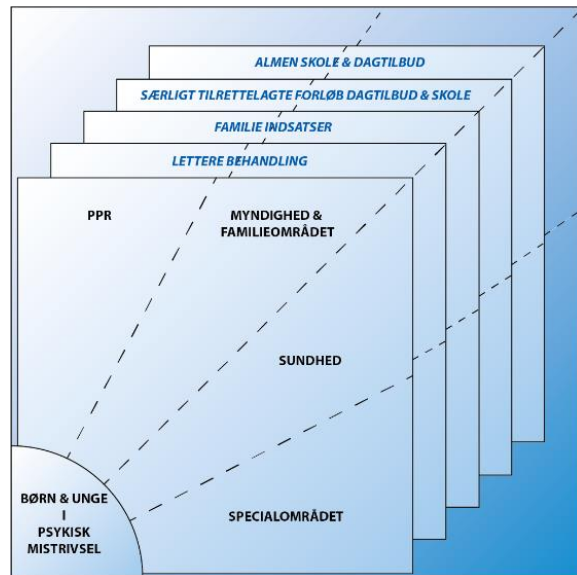 ALMEN SKOLE & DAGTILBUD
SÆRLIGT TILRETTELAGTE FORLØB DAGTILBUD & SKOLE
FAMILIE INDSATSER
LETTERE BEHANDLING
PPR
MYNDIGHED &
FAMILIEOMRÅDET
SUNDHED
SPECIALOMRÅDET
BØRN & UNGE
I
PSYKISK
MISTRIVSEL